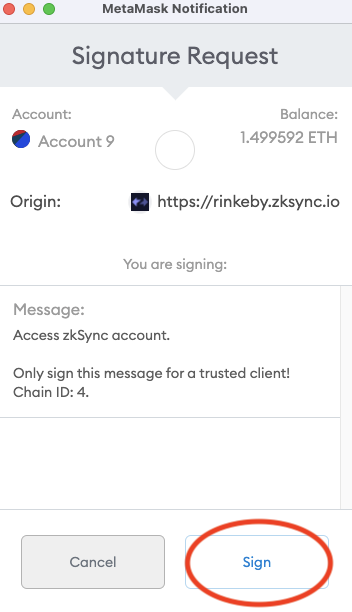 MetaMask Notification
Signature Request
Account:
Balance:
Account 9
1.499592 ETH
Origin:
https://rinkeby.zksync.io
You are signing:
Message:
Access zkSync account.
Only sign this message for a trusted client!
Chain ID: 4.
Cancel
Sign